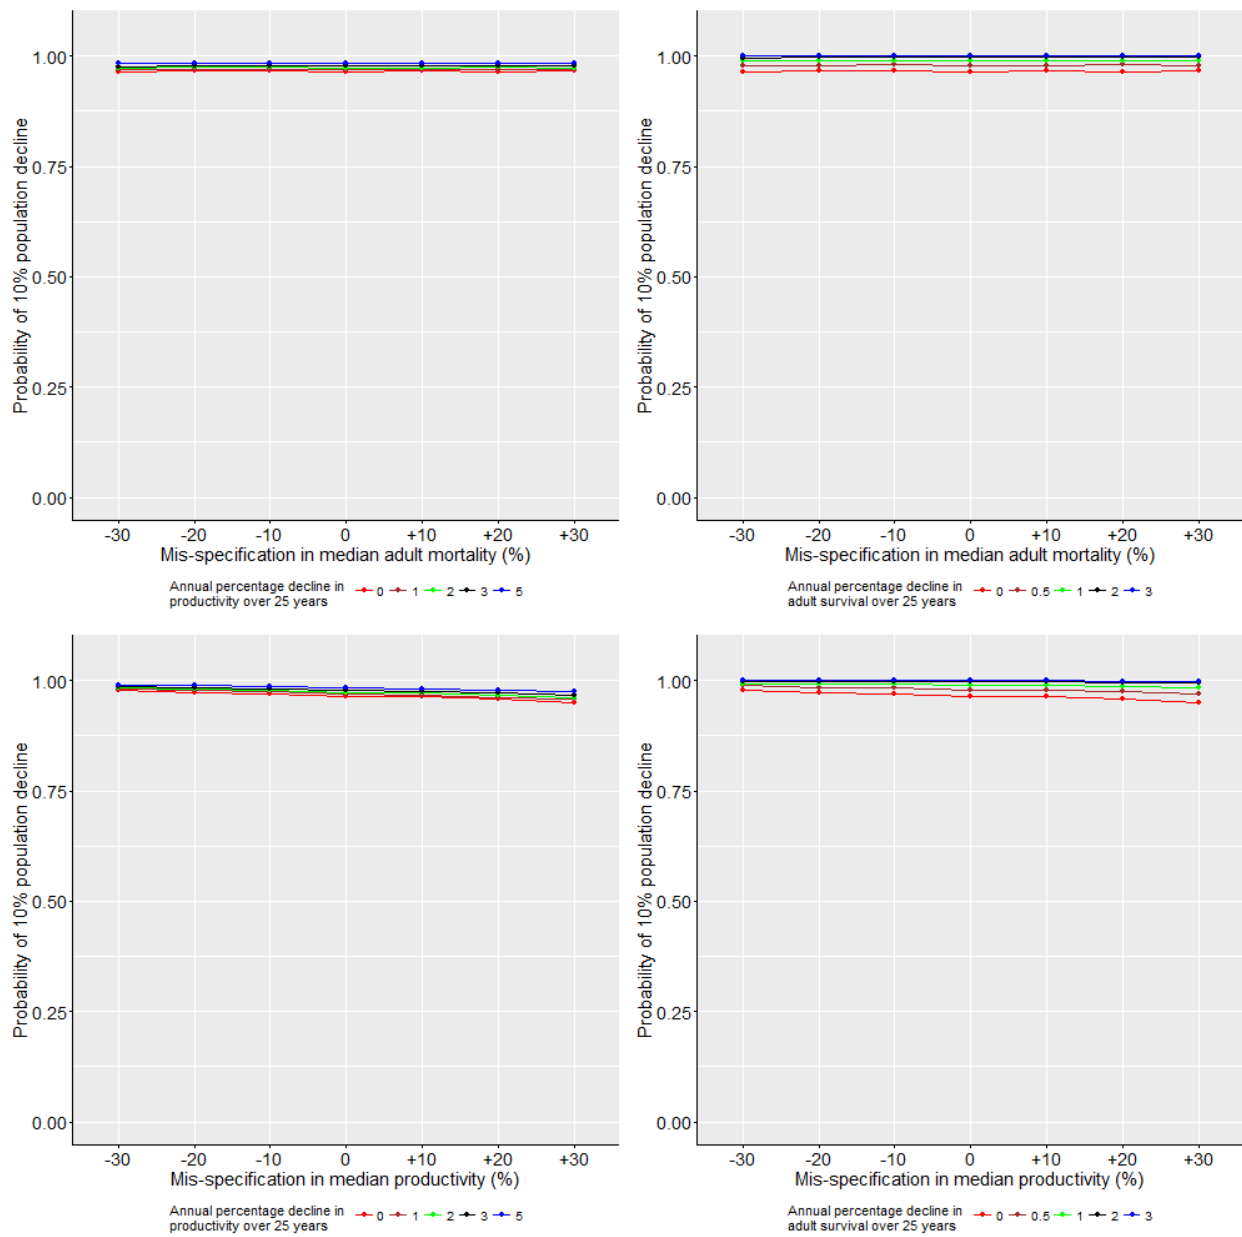 Probability of 10% population decline
1.00
0.75
0.50
0.25
0.00
-30 -20 -10 0 +10 +20 +30
Mis-specification in median adult mortality (%)
Annual percentage decline in
productivity over 25 years
0 1 2 3 5
Probability of 10% population decline
1.00
0.75
0.50
0.25
0.00
-30 -20 -10 0 +10 +20 +30
Mis-specification in median adult mortality (%)
Annual percentage decline in
adult survival over 25 years
0 0.5 1 2 3
Probability of 10% population decline
1.00
0.75
0.50
0.25
0.00
-30 -20 -10 0 +10 +20 +30
Mis-specification in median productivity (%)
Annual percentage decline in
productivity over 25 years
0 1 2 3 5
Probability of 10% population decline
1.00
0.75
0.50
0.25
0.00
-30 -20 -10 0 +10 +20 +30
Mis-specification in median productivity (%)
Annual percentage decline in
adult survival over 25 years
0 0.5 1 2 3